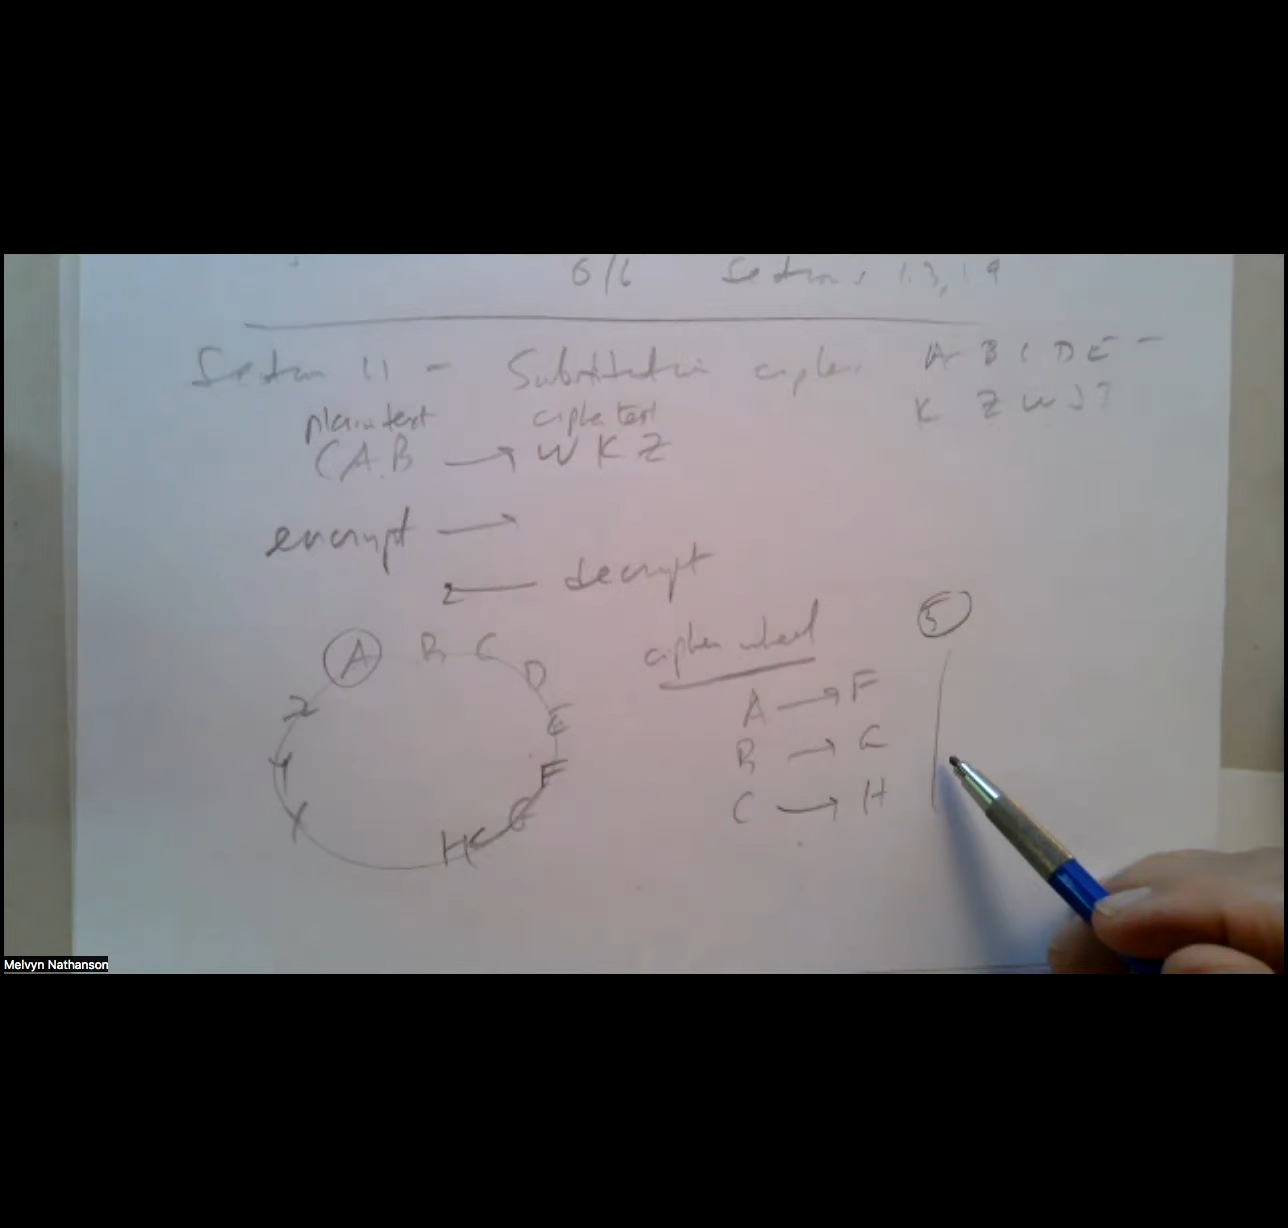 6/6 Sections 1.3, 1.4
Section 1.1 - Substitution cipher
A B C D E -
K Z W J T
plaintext ciphertext
CAB → WKZ
encrypt →
← decrypt
cipher wheel 5
A B C D E F G H X Y Z
A → F
B → G
C → H
Melvyn Nathanson